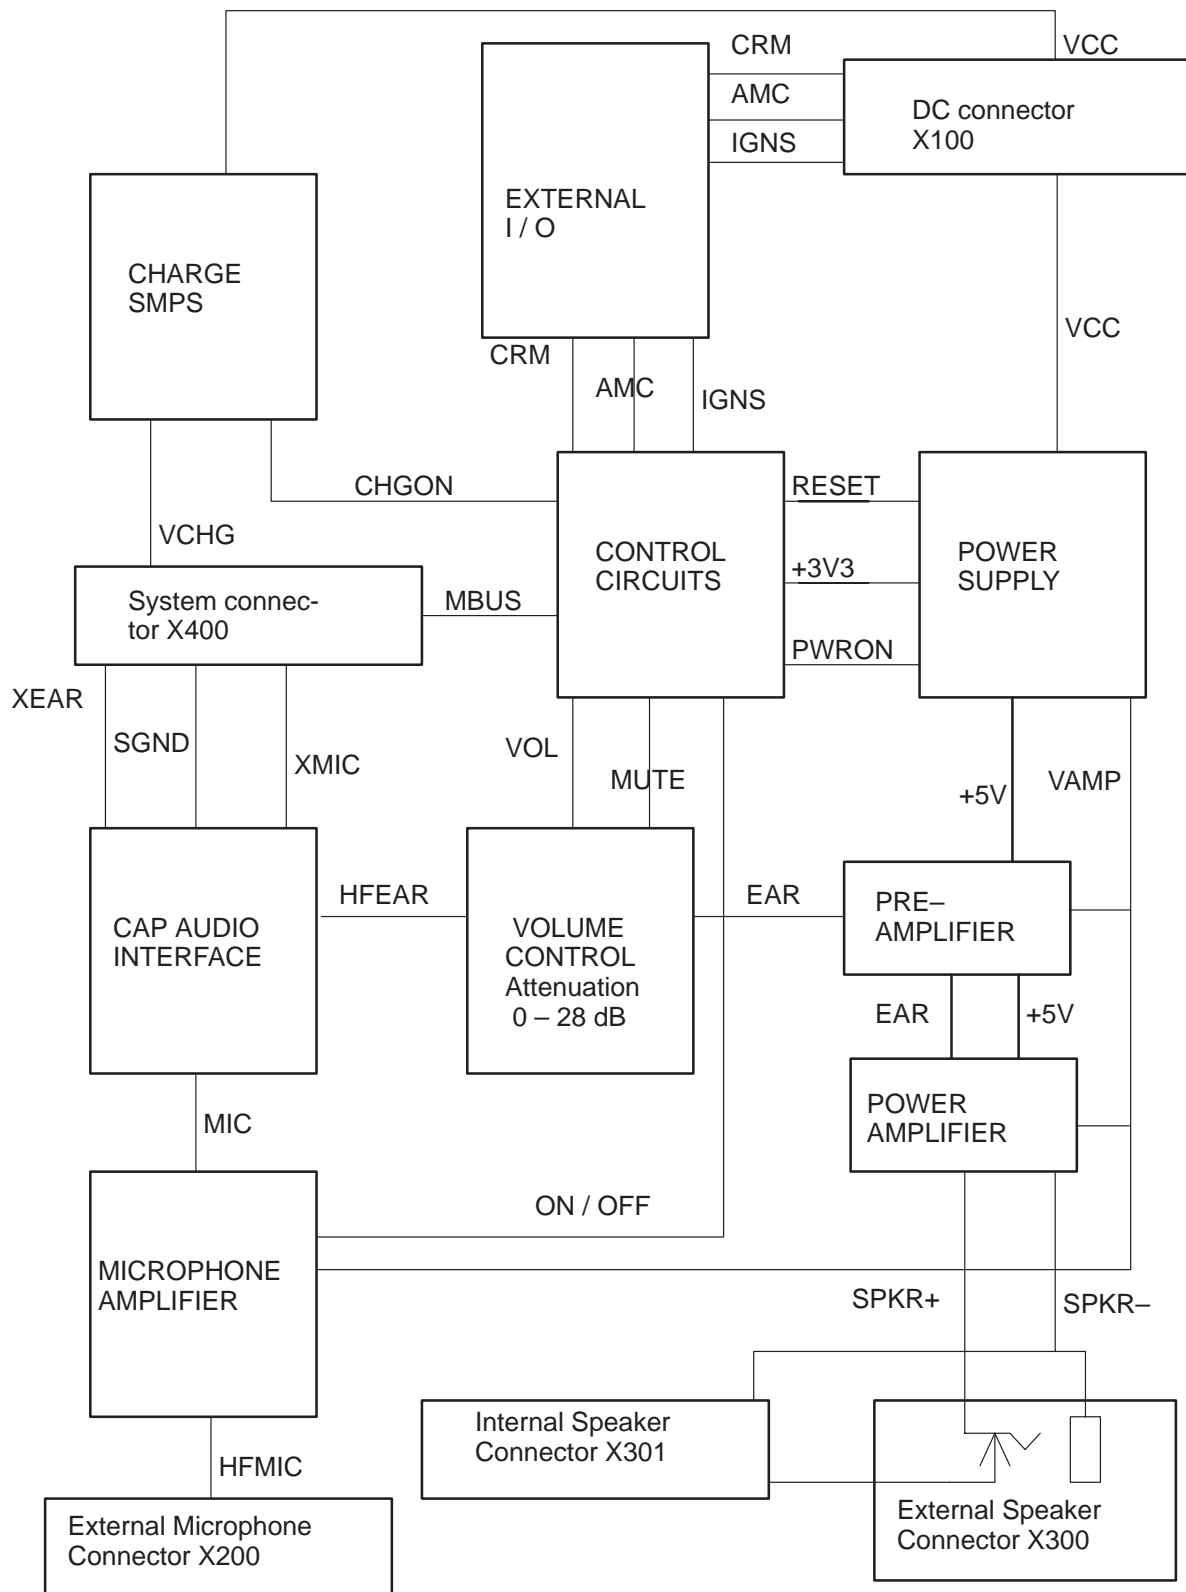 CRM
VCC
AMC
DC connector
X100
IGNS
EXTERNAL
I / O
CHARGE
SMPS
VCC
CRM
AMC
IGNS
CHGON
RESET
VCHG
CONTROL
CIRCUITS
+3V3
POWER
SUPPLY
System connec-
tor X400
MBUS
PWRON
XEAR
SGND
XMIC
VOL
MUTE
+5V
VAMP
HFEAR
EAR
CAP AUDIO
INTERFACE
VOLUME
CONTROL
Attenuation
0 – 28 dB
PRE–
AMPLIFIER
EAR
+5V
MIC
POWER
AMPLIFIER
ON / OFF
MICROPHONE
AMPLIFIER
SPKR+
SPKR–
Internal Speaker
Connector X301
HFMIC
External Microphone
Connector X200
External Speaker
Connector X300